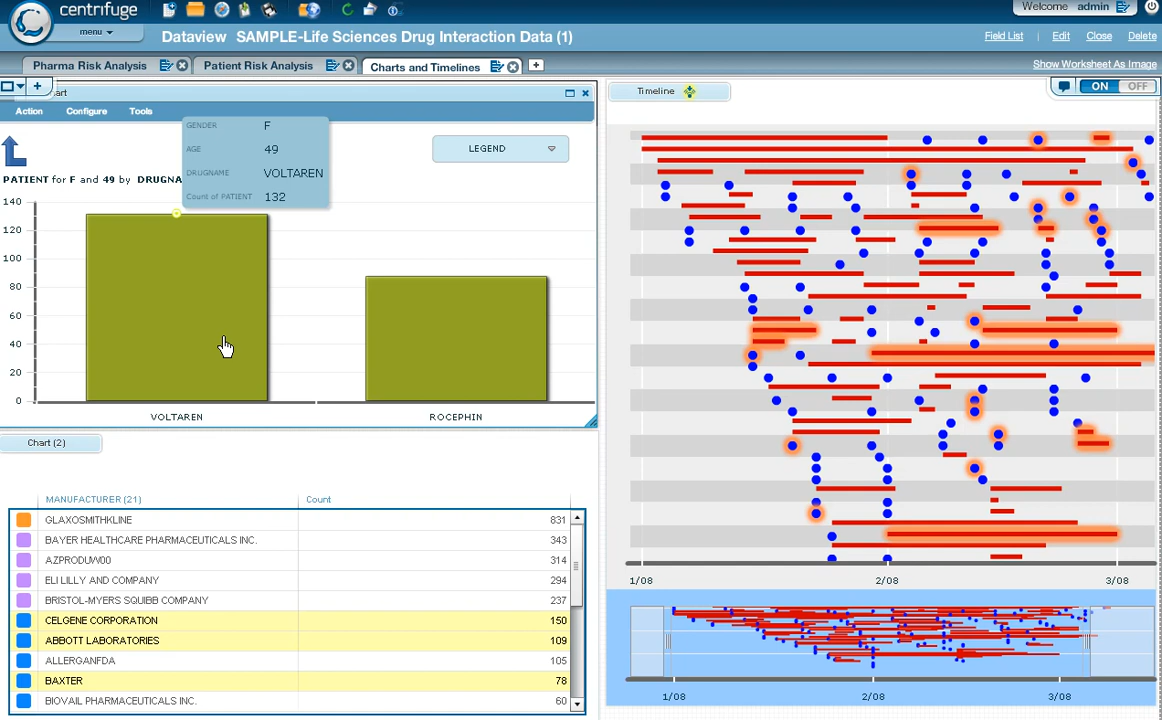 centrifuge
Welcome admin
menu
Dataview SAMPLE-Life Sciences Drug Interaction Data (1)
Field List | Edit Close Delete
Pharma Risk Analysis
Patient Risk Analysis
Charts and Timelines
Show Worksheet As Image
art
Action Configure Tools
GENDER F
AGE 49
DRUGNAME VOLTAREN
Count of PATIENT 132
LEGEND
PATIENT for F and 49 by DRUGNA
140
120
100
80
60
40
20
0
VOLTAREN
ROCEPHIN
Chart (2)
MANUFACTURER (21) Count
GLAXOSMITHKLINE 831
BAYER HEALTHCARE PHARMACEUTICALS INC. 343
AZPRODUW00 314
ELI LILLY AND COMPANY 294
BRISTOL-MYERS SQUIBB COMPANY 237
CELGENE CORPORATION 150
ABBOTT LABORATORIES 109
ALLERGANFDA 105
BAXTER 78
BIOVAIL PHARMACEUTICALS INC. 60
Timeline
ON OFF
1/08 2/08 3/08
1/08 2/08 3/08